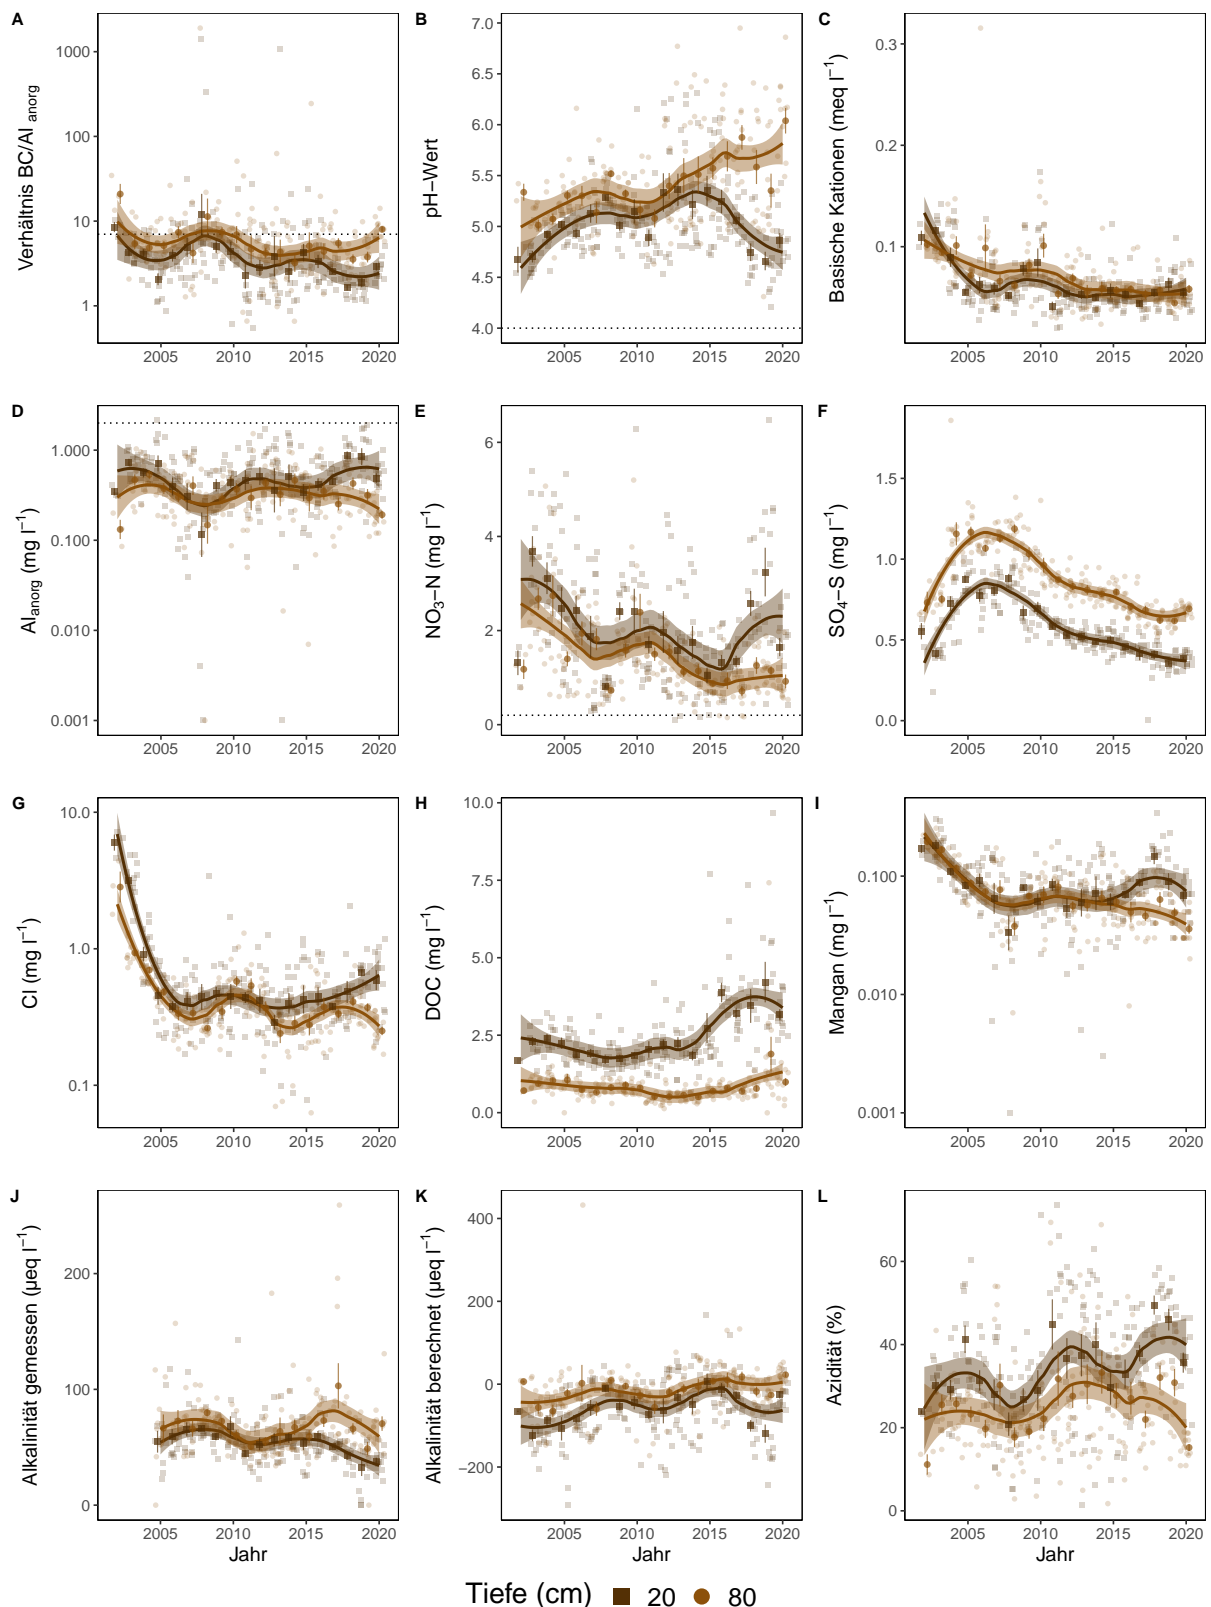 A
Verhältnis BC/Al anorg
1000
100
10
1
2005 2010 2015 2020
B
pH−Wert
7.0
6.5
6.0
5.5
5.0
4.5
4.0
2005 2010 2015 2020
C
Basische Kationen (meq l−1)
0.3
0.2
0.1
2005 2010 2015 2020
D
Alanorg (mg l−1)
1.000
0.100
0.010
0.001
2005 2010 2015 2020
E
NO3−N (mg l−1)
6
4
2
0
2005 2010 2015 2020
F
SO4−S (mg l−1)
1.5
1.0
0.5
0.0
2005 2010 2015 2020
G
Cl (mg l−1)
10.0
1.0
0.1
2005 2010 2015 2020
H
DOC (mg l−1)
10.0
7.5
5.0
2.5
0.0
2005 2010 2015 2020
I
Mangan (mg l−1)
0.100
0.010
0.001
2005 2010 2015 2020
J
Alkalinität gemessen (µeq l−1)
200
100
0
2005 2010 2015 2020
Jahr
K
Alkalinität berechnet (µeq l−1)
400
200
0
−200
2005 2010 2015 2020
Jahr
L
Azidität (%)
60
40
20
0
2005 2010 2015 2020
Jahr
Tiefe (cm) 20 80